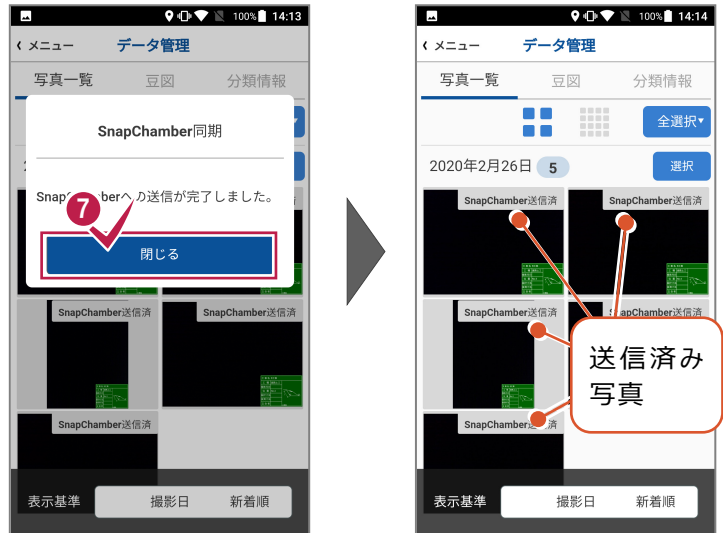 100% 14:13
メニュー データ管理
写真一覧 豆図 分類情報
SnapChamber同期
SnapChamberへの送信が完了しました。
7
閉じる
SnapChamber送信済
SnapChamber送信済
SnapChamber送信済
表示基準 撮影日 新着順
100% 14:14
メニュー データ管理
写真一覧 豆図 分類情報
全選択
2020年2月26日 5 選択
SnapChamber送信済
SnapChamber送信済
SnapChamber送信済
SnapChamber送信済
SnapChamber送信済
送信済み
写真
表示基準 撮影日 新着順